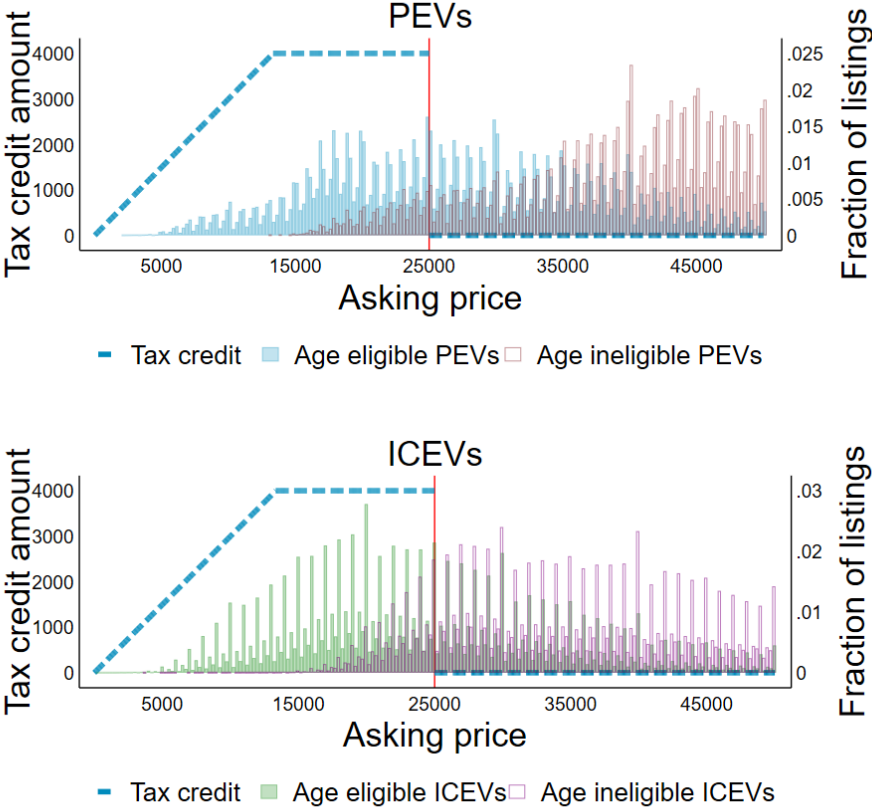 PEVs
Tax credit amount
4000
3000
2000
1000
0
.025
.02
.015
.01
.005
0
Fraction of listings
5000 15000 25000 35000 45000
Asking price
Tax credit Age eligible PEVs Age ineligible PEVs
ICEVs
Tax credit amount
4000
3000
2000
1000
0
.03
.02
.01
0
Fraction of listings
5000 15000 25000 35000 45000
Asking price
Tax credit Age eligible ICEVs Age ineligible ICEVs